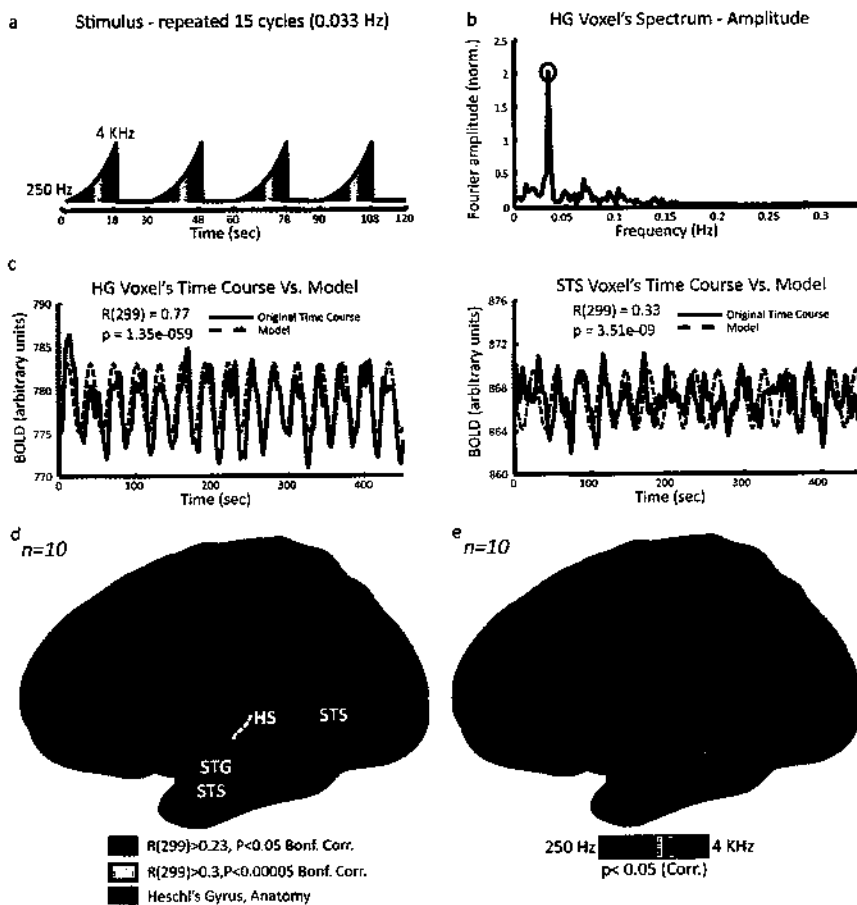 a
Stimulus - repeated 15 cycles (0.033 Hz)
4 KHz
250 Hz
0 18 30 48 60 78 90 108 120
Time (sec)
b
HG Voxel's Spectrum - Amplitude
Fourier amplitude (norm.)
3
2.5
2
1.5
1
0.5
0
0 0.05 0.1 0.2 0.3
Frequency (Hz)
c
HG Voxel's Time Course Vs. Model
R(299) = 0.77
p = 1.35e-059
Original Time Course
Model
BOLD (arbitrary units)
790
785
780
775
770
0 100 200 300 400
Time (sec)
STS Voxel's Time Course Vs. Model
R(299) = 0.33
p = 3.51e-09
Original Time Course
Model
BOLD (arbitrary units)
876
872
868
864
860
0 100 200 300 400
Time (sec)
d
n=10
HS
STS
STG
STS
R(299)>0.23, P<0.05 Bonf. Corr.
R(299)>0.3,P<0.00005 Bonf. Corr.
Heschl's Gyrus, Anatomy
e
n=10
250 Hz 4 KHz
p< 0.05 (Corr.)